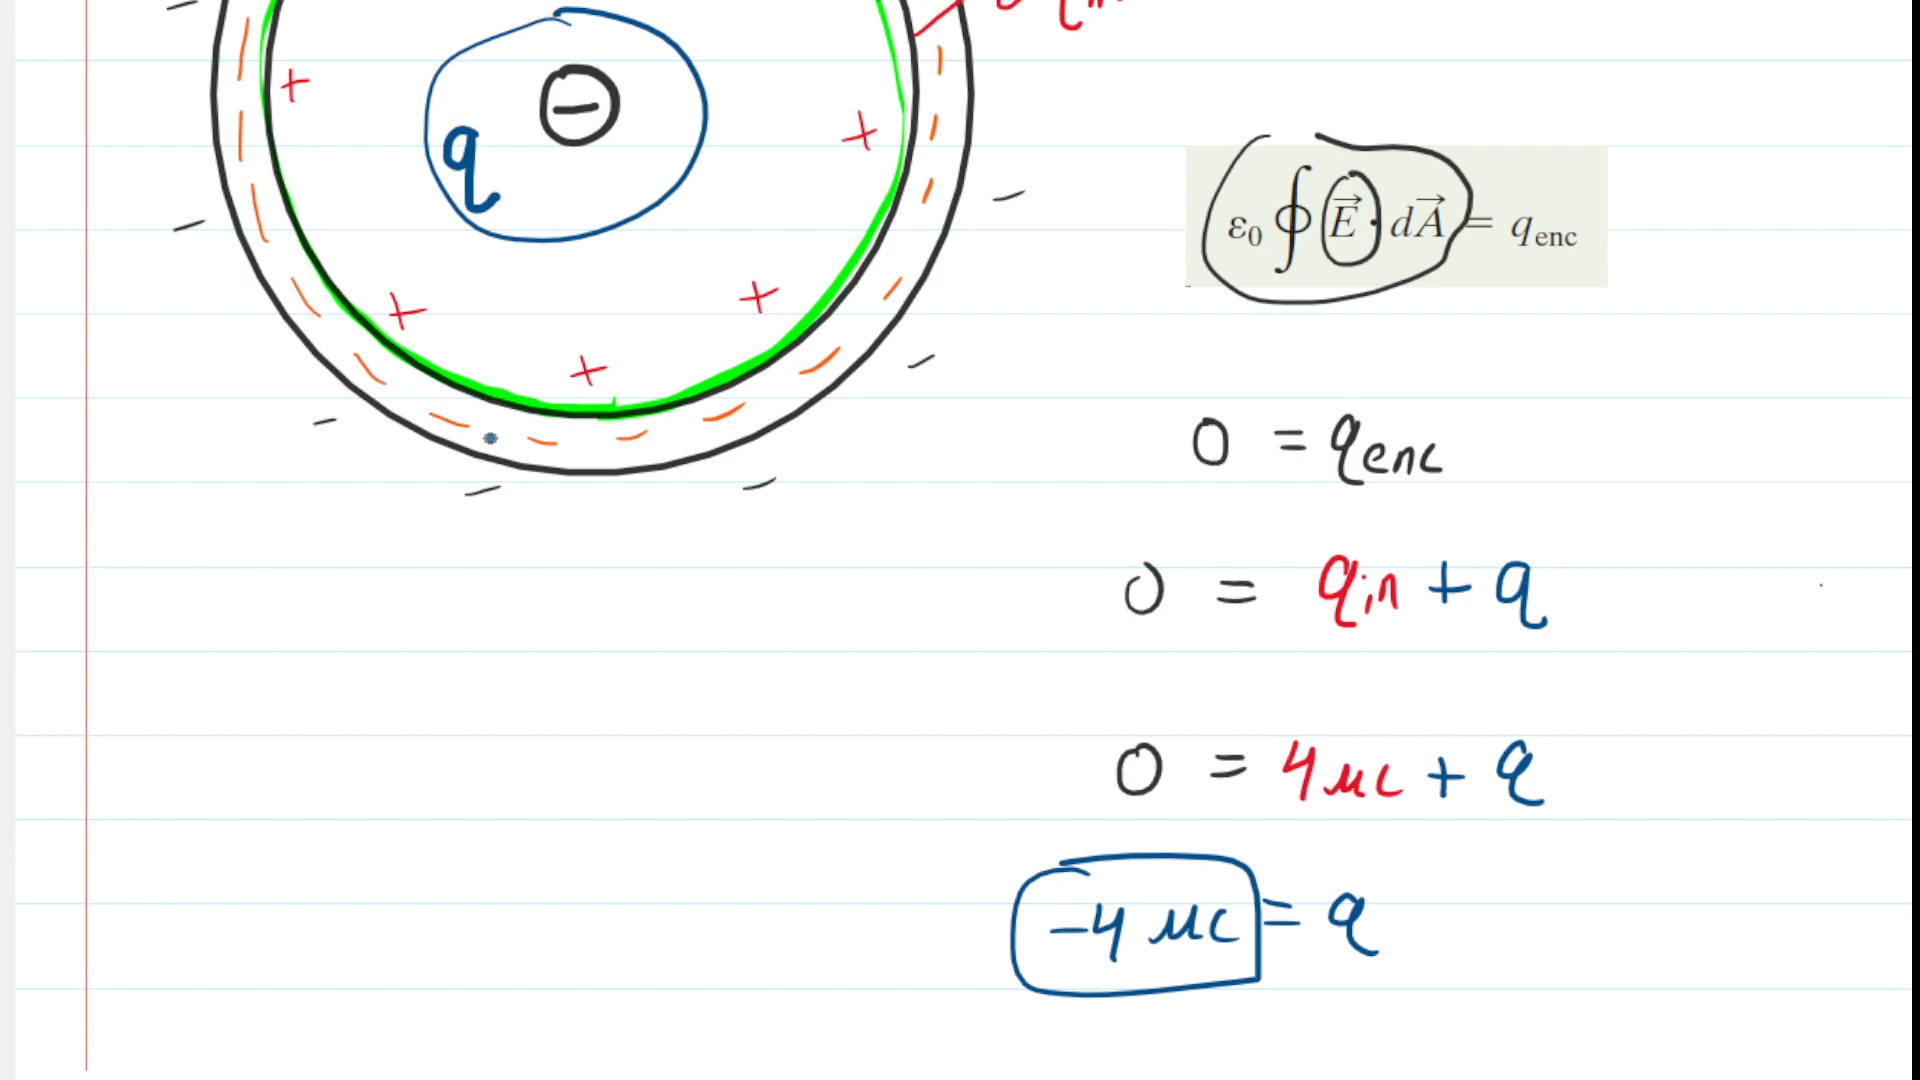 q
ε₀ ∮ E⃗ · dA⃗ = q_enc
0 = q_enc
0 = q_in + q
0 = 4 μc + q
-4 μc = q